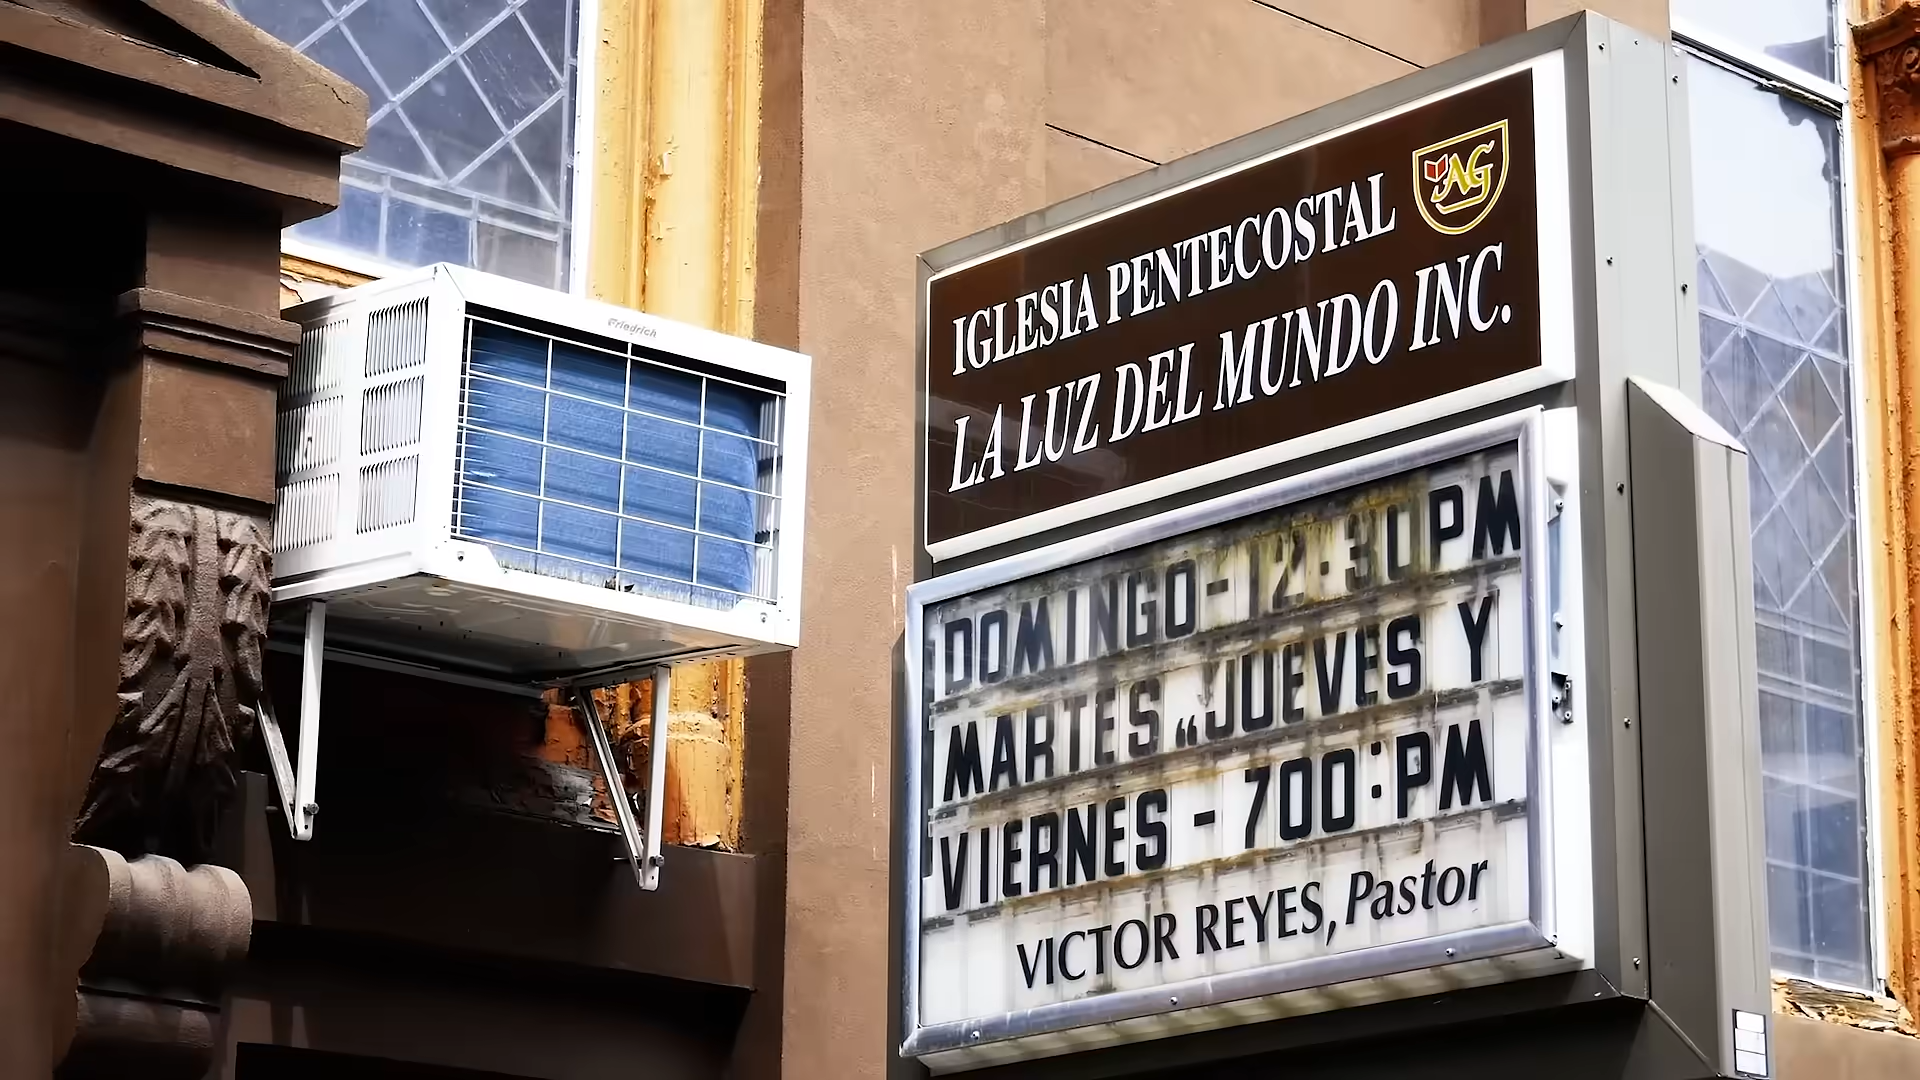 Friedrich
IGLESIA PENTECOSTAL
AG
LA LUZ DEL MUNDO INC.
DOMINGO - 12:30PM
MARTES "JUEVES Y
VIERNES - 700:PM
VICTOR REYES, Pastor